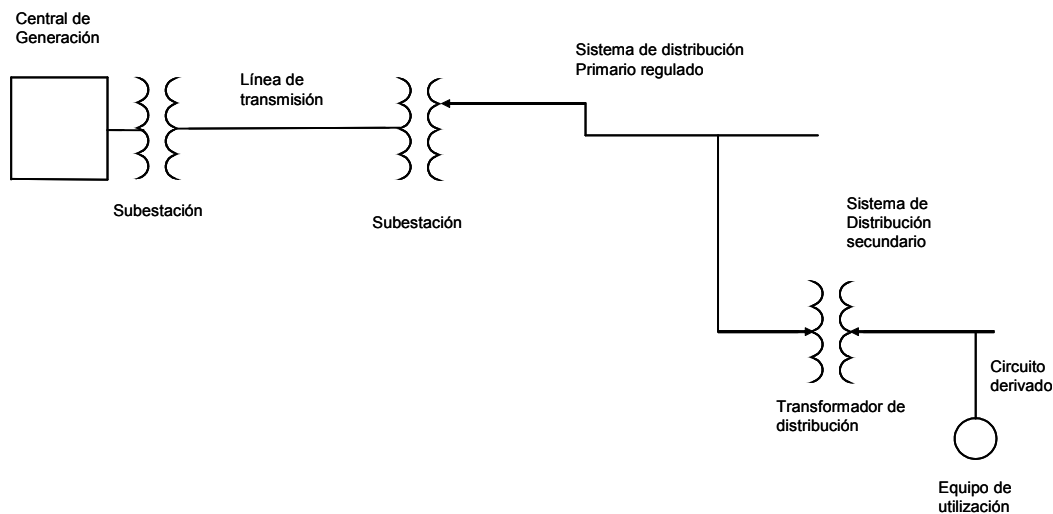 Central de
Generación
Línea de
transmisión
Sistema de distribución
Primario regulado
Subestación
Subestación
Sistema de
Distribución
secundario
Circuito
derivado
Transformador de
distribución
Equipo de
utilización